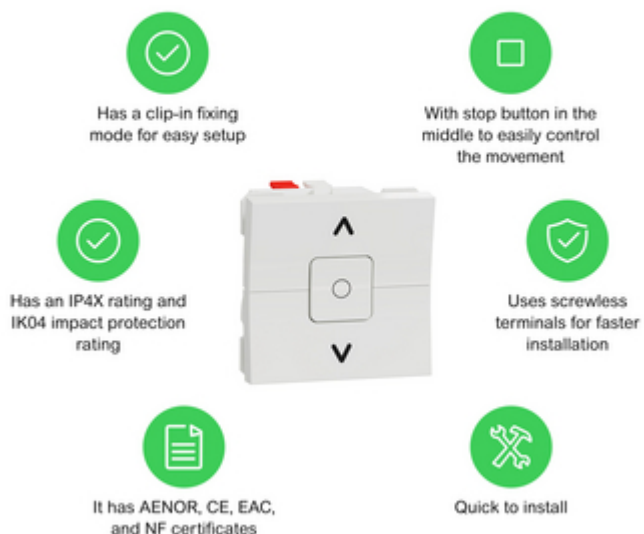 Has a clip-in fixing
mode for easy setup
With stop button in the
middle to easily control
the movement
Has an IP4X rating and
IK04 impact protection
rating
Uses screwless
terminals for faster
installation
It has AENOR, CE, EAC,
and NF certificates
Quick to install